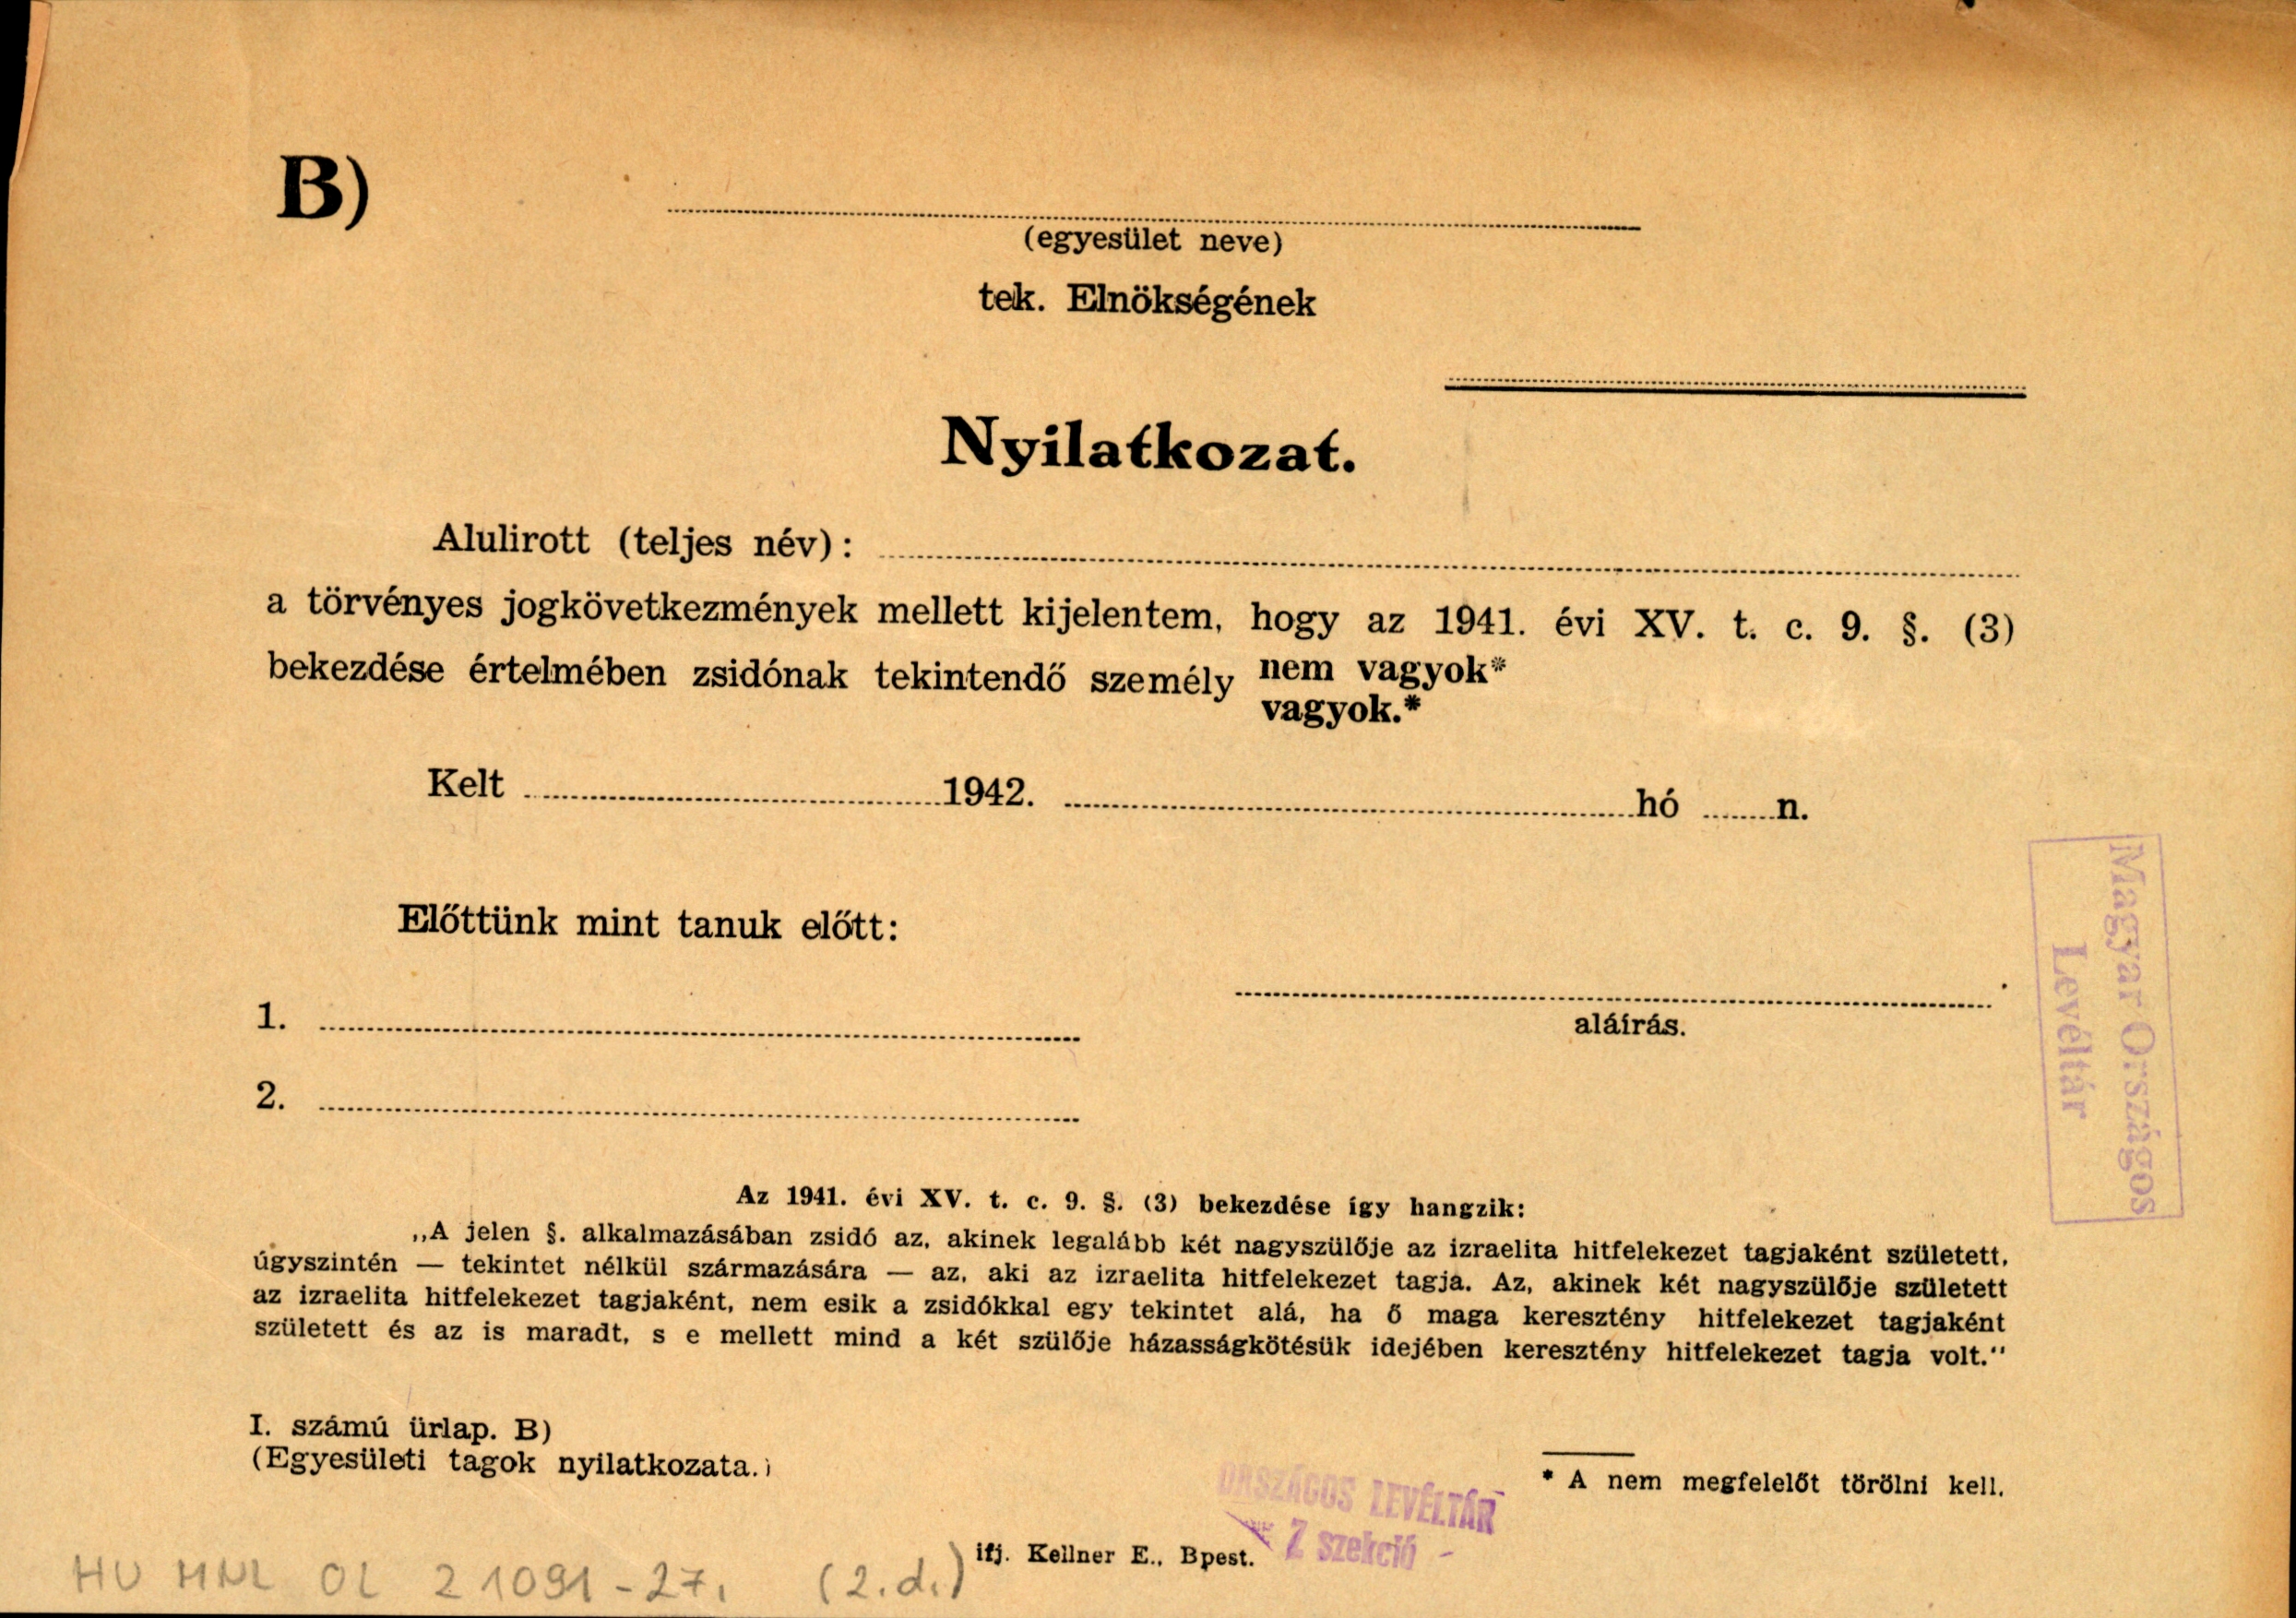 B)
(egyesület neve)
tek. Elnökségének
Nyilatkozat.
Alulirott (teljes név) :
a törvényes jogkövetkezmények mellett kijelentem, hogy az 1941. évi XV. t. c. 9. §. (3)
bekezdése értelmében zsidónak tekintendő személy nem vagyok*
vagyok.*
Kelt 1942. hó n.
Előttünk mint tanuk előtt:
1.
aláírás.
2.
Az 1941. évi XV. t. c. 9. §. (3) bekezdése így hangzik:
„A jelen §. alkalmazásában zsidó az, akinek legalább két nagyszülője az izraelita hitfelekezet tagjaként született,
úgyszintén — tekintet nélkül származására — az, aki az izraelita hitfelekezet tagja. Az, akinek két nagyszülője született
az izraelita hitfelekezet tagjaként, nem esik a zsidókkal egy tekintet alá, ha ő maga keresztény hitfelekezet tagjaként
született és az is maradt, s e mellett mind a két szülője házasságkötésük idejében keresztény hitfelekezet tagja volt."
I. számú ürlap. B)
(Egyesületi tagok nyilatkozata.)
* A nem megfelelőt törölni kell.
ifj. Kellner E., Bpest.
ORSZÁGOS LEVÉLTÁR
Z szekció
Magyar Országos
Levéltár
HU MNL OL Z 1091 - 27. (2. d.)